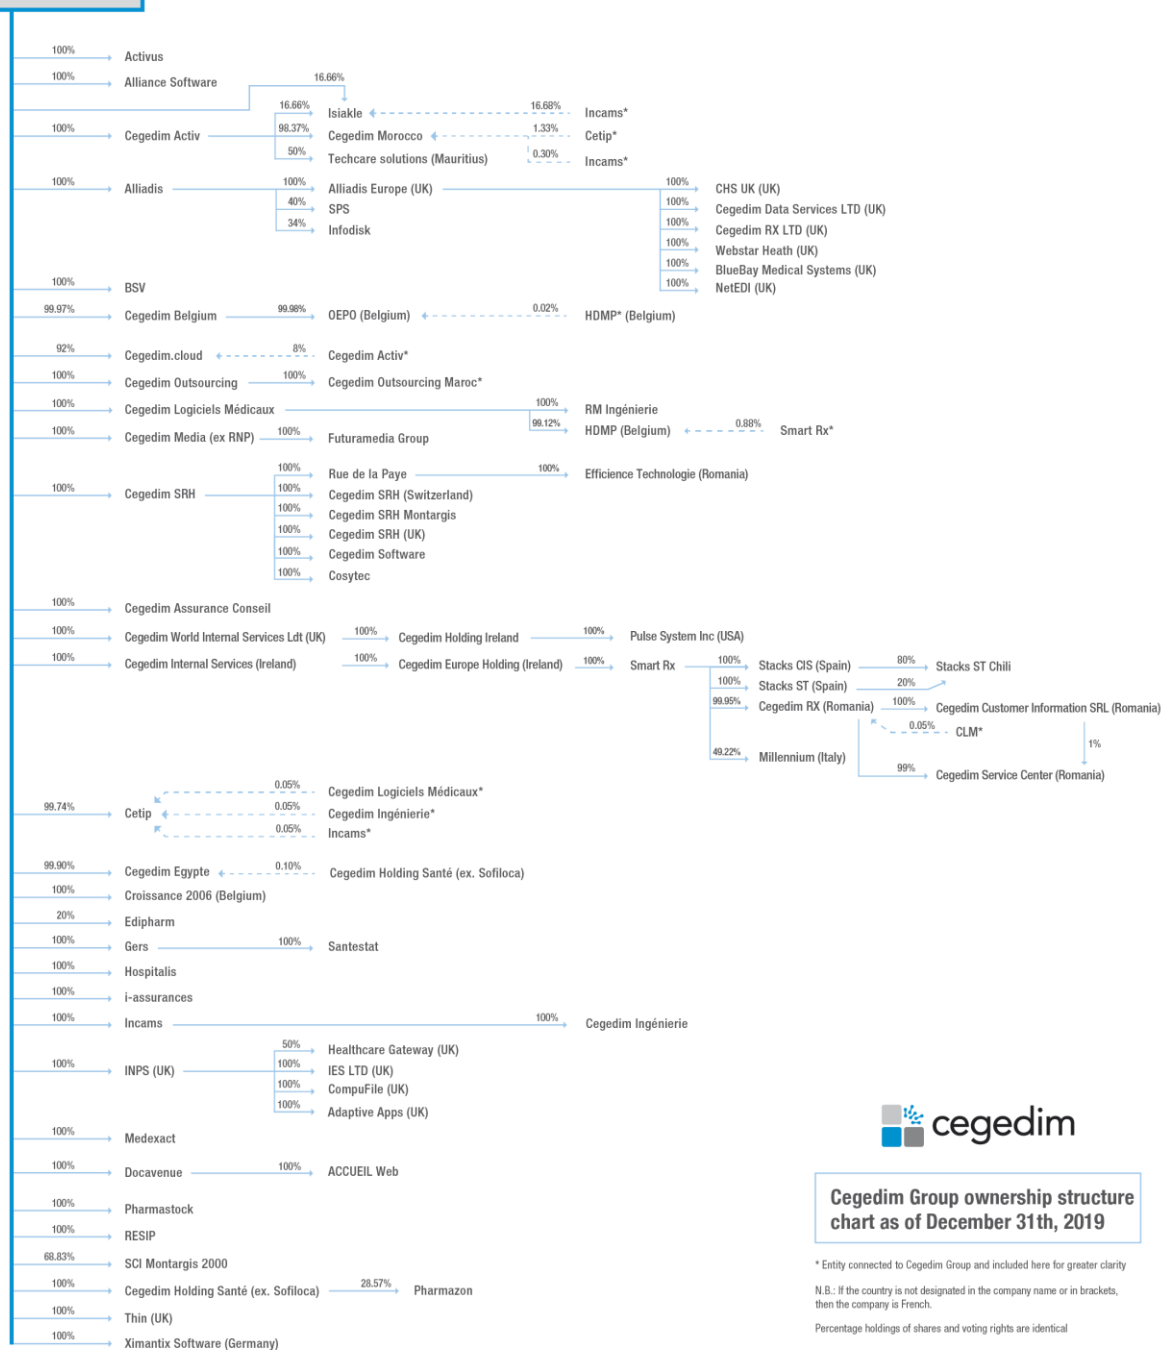 100% Activus
100% Alliance Software
16.66%
16.66% Isiakle 16.68% Incams*
100% Cegedim Activ 98.37% Cegedim Morocco 1.33% Cetip*
50% Techcare solutions (Mauritius) 0.30% Incams*
100% Alliadis 100% Alliadis Europe (UK) 100% CHS UK (UK)
40% SPS 100% Cegedim Data Services LTD (UK)
34% Infodisk 100% Cegedim RX LTD (UK)
100% Webstar Heath (UK)
100% BlueBay Medical Systems (UK)
100% BSV 100% NetEDI (UK)
99.97% Cegedim Belgium 99.98% OEPO (Belgium) 0.02% HDMP* (Belgium)
92% Cegedim.cloud 8% Cegedim Activ*
100% Cegedim Outsourcing 100% Cegedim Outsourcing Maroc*
100% Cegedim Logiciels Médicaux 100% RM Ingénierie
99.12% HDMP (Belgium) 0.88% Smart Rx*
100% Cegedim Media (ex RNP) 100% Futuramedia Group
100% Rue de la Paye 100% Efficience Technologie (Romania)
100% Cegedim SRH 100% Cegedim SRH (Switzerland)
100% Cegedim SRH Montargis
100% Cegedim SRH (UK)
100% Cegedim Software
100% Cosytec
100% Cegedim Assurance Conseil
100% Cegedim World Internal Services Ldt (UK) 100% Cegedim Holding Ireland 100% Pulse System Inc (USA)
100% Cegedim Internal Services (Ireland) 100% Cegedim Europe Holding (Ireland) 100% Smart Rx 100% Stacks CIS (Spain) 80% Stacks ST Chili
100% Stacks ST (Spain) 20%
99.95% Cegedim RX (Romania) 100% Cegedim Customer Information SRL (Romania)
0.05% CLM*
1%
49.22% Millennium (Italy)
99% Cegedim Service Center (Romania)
0.05% Cegedim Logiciels Médicaux*
99.74% Cetip 0.05% Cegedim Ingénierie*
0.05% Incams*
99.90% Cegedim Egypte 0.10% Cegedim Holding Santé (ex. Sofiloca)
100% Croissance 2006 (Belgium)
20% Edipharm
100% Gers 100% Santestat
100% Hospitalis
100% i-assurances
100% Incams 100% Cegedim Ingénierie
50% Healthcare Gateway (UK)
100% INPS (UK) 100% IES LTD (UK)
100% CompuFile (UK)
100% Adaptive Apps (UK)
100% Medexact
100% Docavenue 100% ACCUEIL Web
100% Pharmastock
100% RESIP
68.83% SCI Montargis 2000
100% Cegedim Holding Santé (ex. Sofiloca) 28.57% Pharmazon
100% Thin (UK)
100% Ximantix Software (Germany)
cegedim
Cegedim Group ownership structure
chart as of December 31th, 2019
* Entity connected to Cegedim Group and included here for greater clarity
N.B.: If the country is not designated in the company name or in brackets,
then the company is French.
Percentage holdings of shares and voting rights are identical